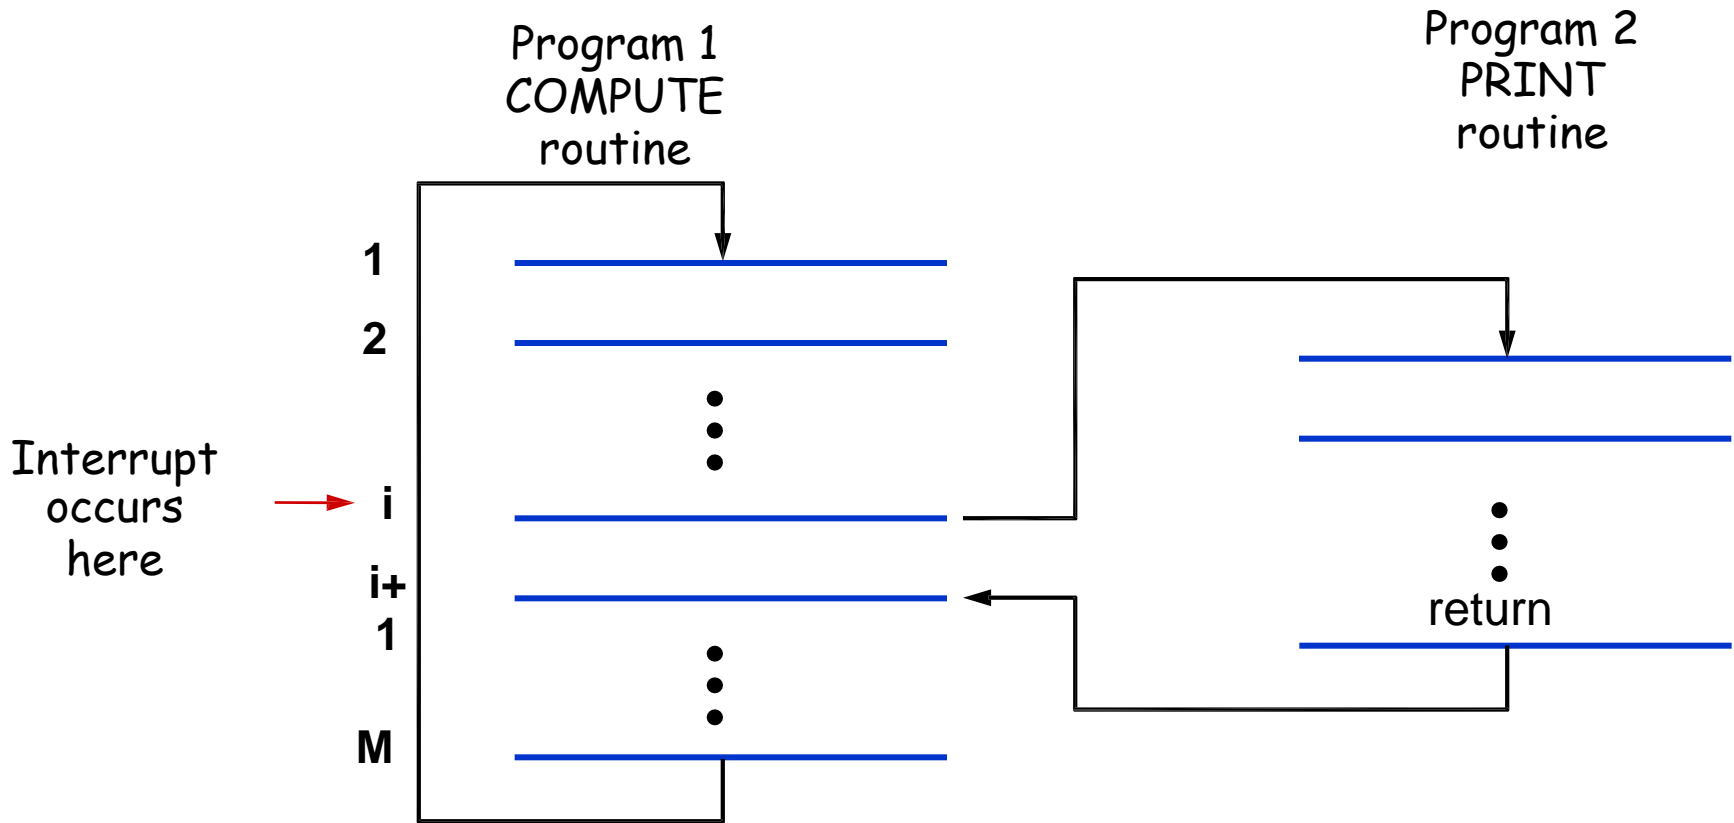 Program 1
COMPUTE
routine
Program 2
PRINT
routine
1
2
Interrupt
occurs
here
i
i+
1
M
return